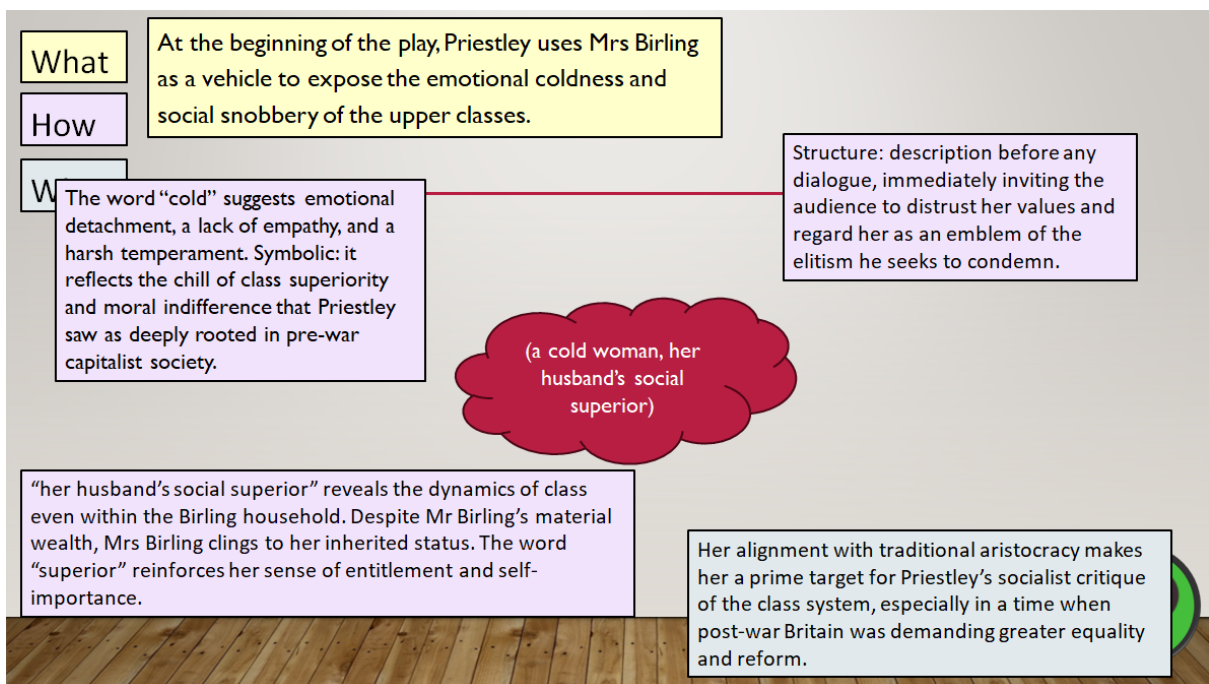 What
At the beginning of the play, Priestley uses Mrs Birling
as a vehicle to expose the emotional coldness and
social snobbery of the upper classes.
How
The word “cold” suggests emotional
detachment, a lack of empathy, and a
harsh temperament. Symbolic: it
reflects the chill of class superiority
and moral indifference that Priestley
saw as deeply rooted in pre-war
capitalist society.
Structure: description before any
dialogue, immediately inviting the
audience to distrust her values and
regard her as an emblem of the
elitism he seeks to condemn.
(a cold woman, her
husband’s social
superior)
“her husband’s social superior” reveals the dynamics of class
even within the Birling household. Despite Mr Birling’s material
wealth, Mrs Birling clings to her inherited status. The word
“superior” reinforces her sense of entitlement and self-
importance.
Her alignment with traditional aristocracy makes
her a prime target for Priestley’s socialist critique
of the class system, especially in a time when
post-war Britain was demanding greater equality
and reform.